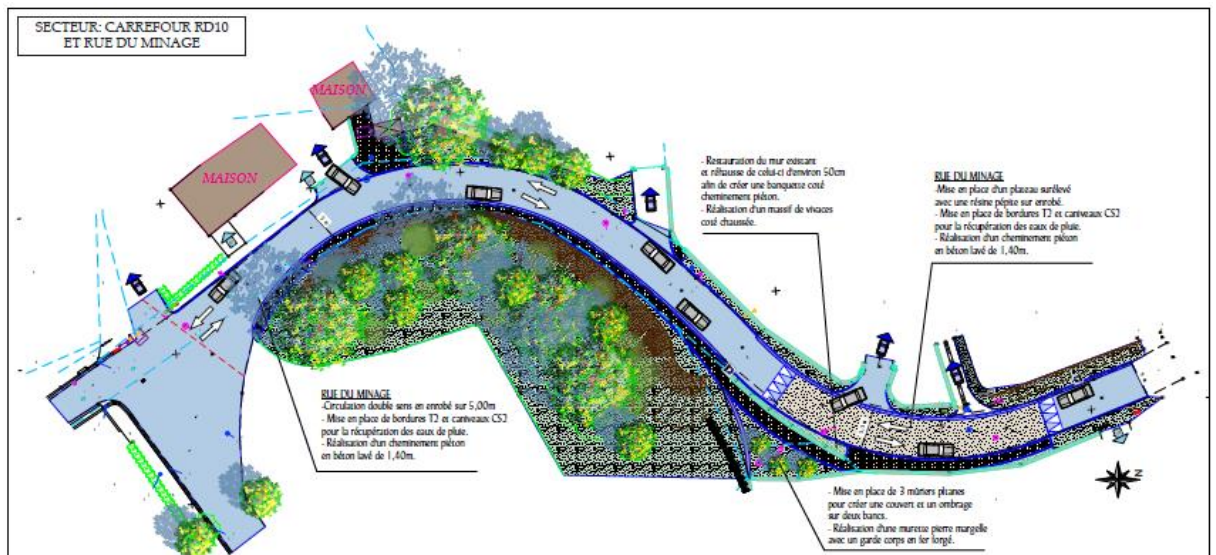 SECTEUR: CARREFOUR RD10
ET RUE DU MINAGE
MAISON
MAISON
- Restauration du mur existant
et réhausse de celui-ci d'environ 50cm
afin de créer une banquette coté
cheminement piéton.
- Réalisation d'un massif de vivaces
coté chaussée.
RUE DU MINAGE
-Mise en place d'un plateau surélevé
avec une résine pépite sur enrobé.
- Mise en place de bordures T2 et caniveaux CS2
pour la récupération des eaux de pluie.
- Réalisation d'un cheminement piéton
en béton lavé de 1,40m.
RUE DU MINAGE
-Circulation double sens en enrobé sur 5,00m
- Mise en place de bordures T2 et caniveaux CS2
pour la récupération des eaux de pluie.
- Réalisation d'un cheminement piéton
en béton lavé de 1,40m.
- Mise en place de 3 mûriers platanes
pour créer une couvert et un ombrage
sur deux bancs.
- Réalisation d'une murette pierre margelle
avec un garde corps en fer forgé.
N